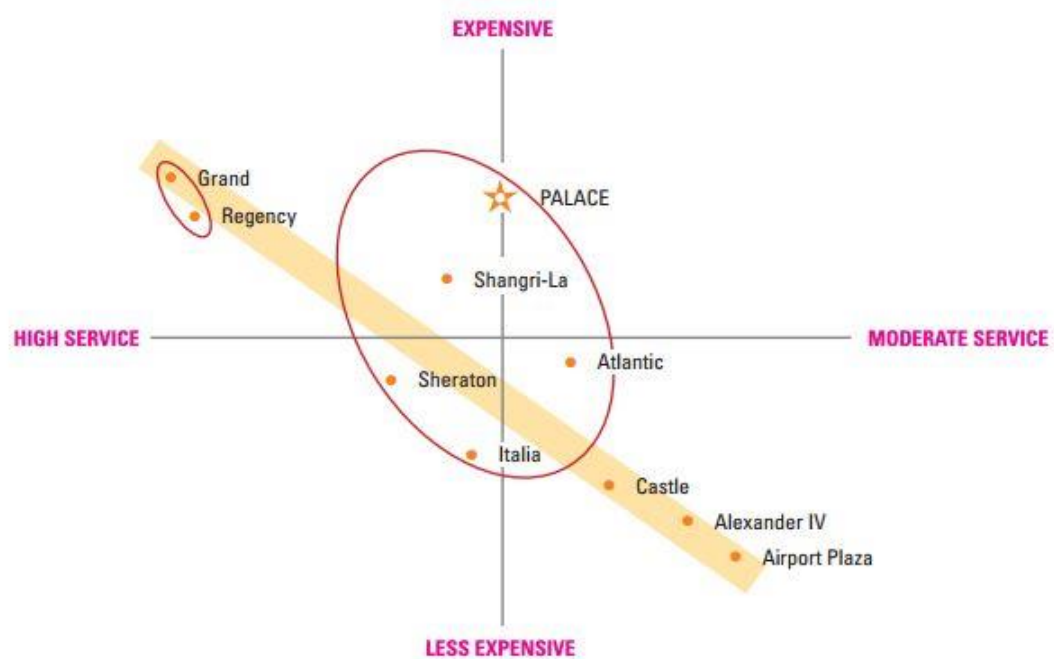 EXPENSIVE
Grand
Regency
PALACE
Shangri-La
HIGH SERVICE
MODERATE SERVICE
Atlantic
Sheraton
Italia
Castle
Alexander IV
Airport Plaza
LESS EXPENSIVE